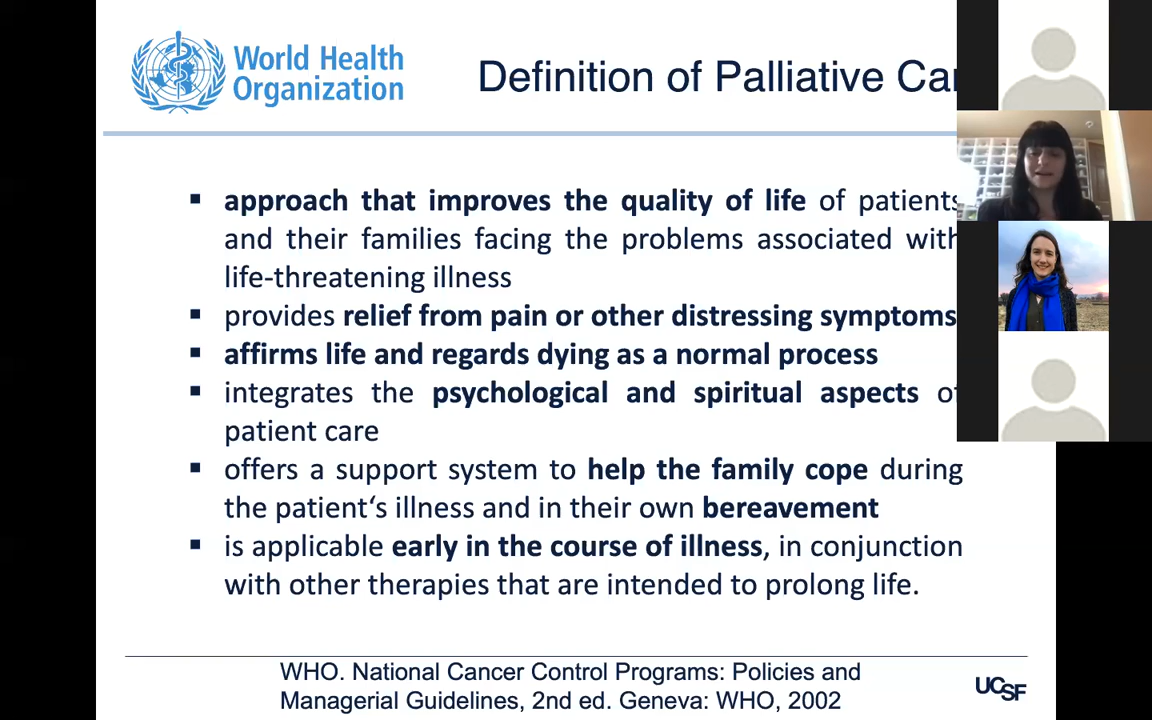 World Health
Organization
Definition of Palliative Ca
▪ approach that improves the quality of life of patients
and their families facing the problems associated with
life-threatening illness
▪ provides relief from pain or other distressing symptoms
▪ affirms life and regards dying as a normal process
▪ integrates the psychological and spiritual aspects of
patient care
▪ offers a support system to help the family cope during
the patient‘s illness and in their own bereavement
▪ is applicable early in the course of illness, in conjunction
with other therapies that are intended to prolong life.
WHO. National Cancer Control Programs: Policies and
Managerial Guidelines, 2nd ed. Geneva: WHO, 2002
UCSF